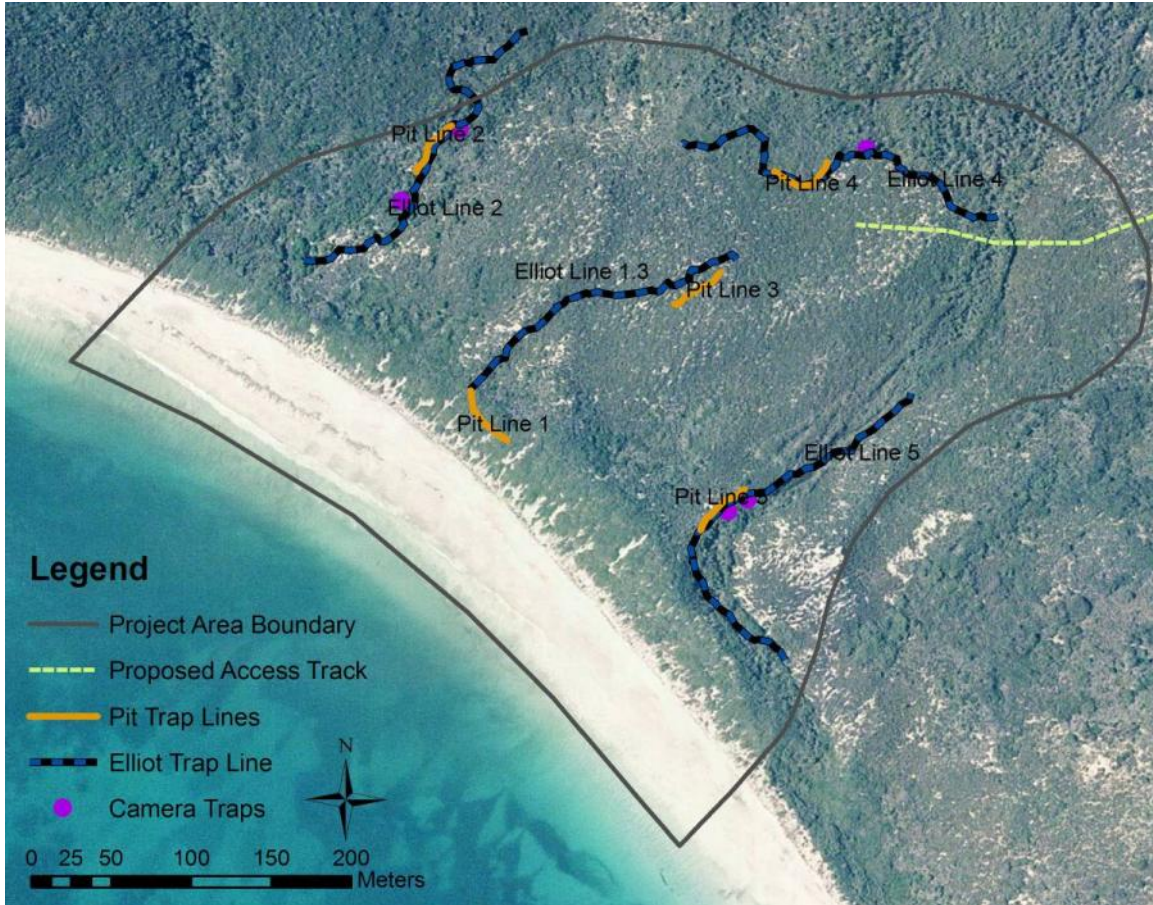 Pit Line 2
Elliot Line 2
Pit Line 4
Elliot Line 4
Elliot Line 1.3
Pit Line 3
Pit Line 1
Elliot Line 5
Pit Line 5
Legend
Project Area Boundary
Proposed Access Track
Pit Trap Lines
Elliot Trap Line
Camera Traps
N
0 25 50 100 150 200
Meters